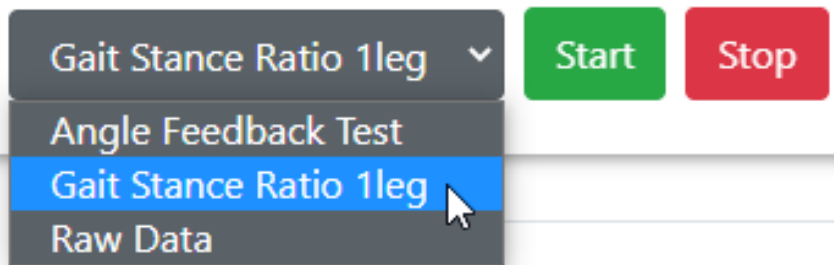 Gait Stance Ratio 1leg Start Stop
Angle Feedback Test
Gait Stance Ratio 1leg
Raw Data